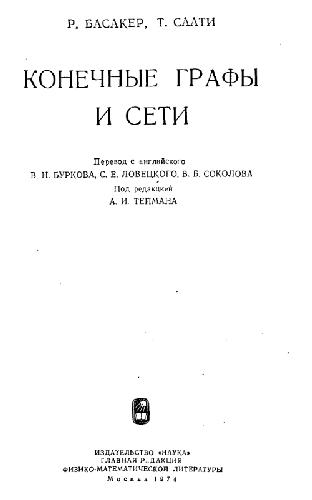 Р. БАСАКЕР, Т. СААТИ
КОНЕЧНЫЕ ГРАФЫ
И СЕТИ
Перевод с английского
В. Н. БУРКОВА, С. Е. ЛОВЕЦКОГО, В. Б. СОКОЛОВА
Под редакцией
А. И. ТЕЙМАНА
ИЗДАТЕЛЬСТВО «НАУКА»
ГЛАВНАЯ РЕДАКЦИЯ
ФИЗИКО-МАТЕМАТИЧЕСКОЙ ЛИТЕРАТУРЫ
Москва 1974